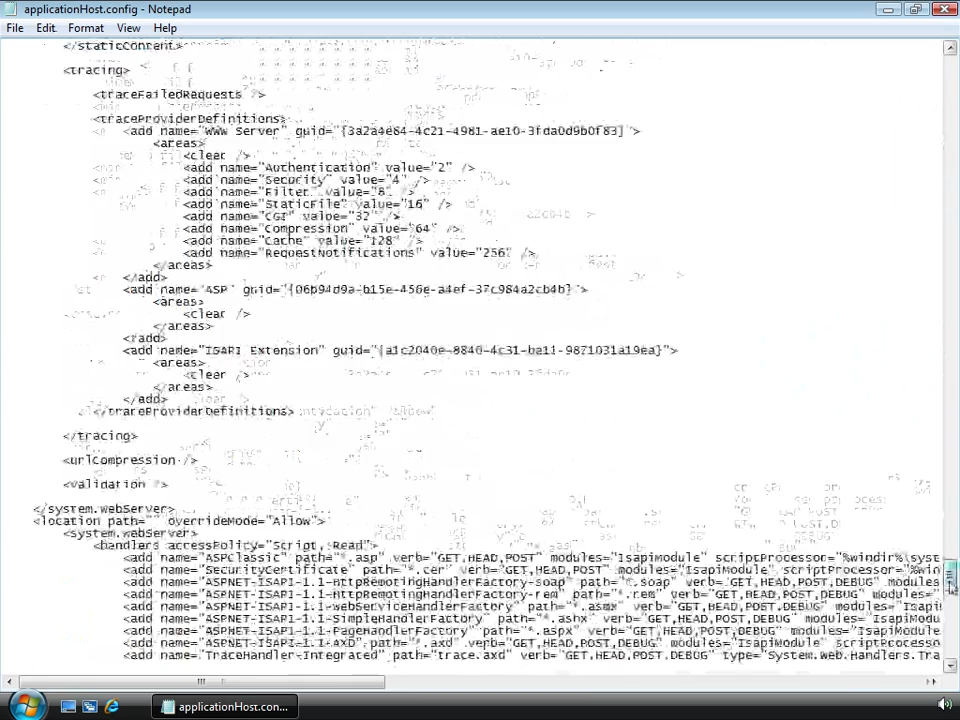 applicationHost.config - Notepad
File Edit Format View Help
</staticContent>
<tracing>
<traceFailedRequests />
<traceProviderDefinitions>
<add name="WWW Server" guid="{3a2a4e84-4c21-4981-ae10-3fda0d9b0f83}">
<areas>
<clear />
<add name="Authentication" value="2" />
<add name="Security" value="4" />
<add name="Filter" value="8" />
<add name="StaticFile" value="16" />
<add name="CGI" value="32" />
<add name="Compression" value="64" />
<add name="Cache" value="128" />
<add name="RequestNotifications" value="256" />
</areas>
</add>
<add name="ASP" guid="{06b94d9a-b15e-456e-a4ef-37c984a2cb4b}">
<areas>
<clear />
</areas>
</add>
<add name="ISAPI Extension" guid="{a1c2040e-8840-4c31-ba11-9871031a19ea}">
<areas>
<clear />
</areas>
</add>
</traceProviderDefinitions>
</tracing>
<urlCompression />
<validation />
</system.webServer>
<location path="" overrideMode="Allow">
<system.webServer>
<handlers accessPolicy="Script, Read">
<add name="ASPClassic" path="*.asp" verb="GET,HEAD,POST" modules="IsapiModule" scriptProcessor="%windir%\syst
<add name="SecurityCertificate" path="*.cer" verb="GET,HEAD,POST" modules="IsapiModule" scriptProcessor="%win
<add name="ASPNET-ISAPI-1.1-HttpRemotingHandlerFactory-soap" path="*.soap" verb="GET,HEAD,POST,DEBUG" modules
<add name="ASPNET-ISAPI-1.1-HttpRemotingHandlerFactory-rem" path="*.rem" verb="GET,HEAD,POST,DEBUG" modules=
<add name="ASPNET-ISAPI-1.1-WebServiceHandlerFactory" path="*.asmx" verb="GET,HEAD,POST,DEBUG" modules="Isapi
<add name="ASPNET-ISAPI-1.1-SimpleHandlerFactory" path="*.ashx" verb="GET,HEAD,POST,DEBUG" modules="IsapiModu
<add name="ASPNET-ISAPI-1.1-PageHandlerFactory" path="*.aspx" verb="GET,HEAD,POST,DEBUG" modules="IsapiModule
<add name="ASPNET-ISAPI-1.1-AXD" path="*.axd" verb="GET,HEAD,POST,DEBUG" modules="IsapiModule" scriptProcesso
<add name="TraceHandler-Integrated" path="trace.axd" verb="GET,HEAD,POST,DEBUG" type="System.Web.Handlers.Tra
applicationHost.con...